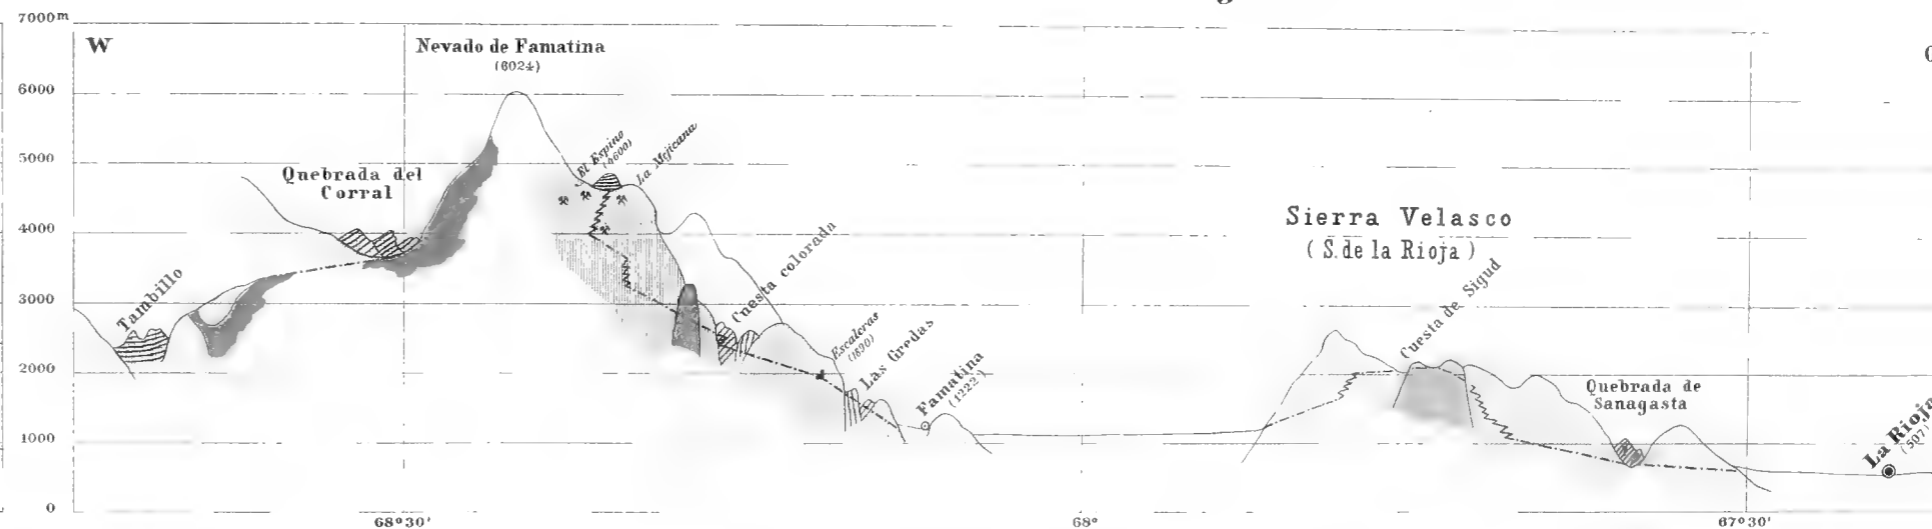 7000m
W
Nevado de Famatina
(6024)
6000
5000
El Espino
(4600)
La Mejicana
Quebrada del
Corral
4000
Sierra Velasco
(S. de la Rioja)
3000
Tambillo
Cuesta colorada
Cuesta de Sigud
Escaleras
(1890)
Las Gredas
2000
Famatina
(1222)
Quebrada de
Sanagasta
1000
La Rioja
(507)
0
68°30'
68°
67°30'